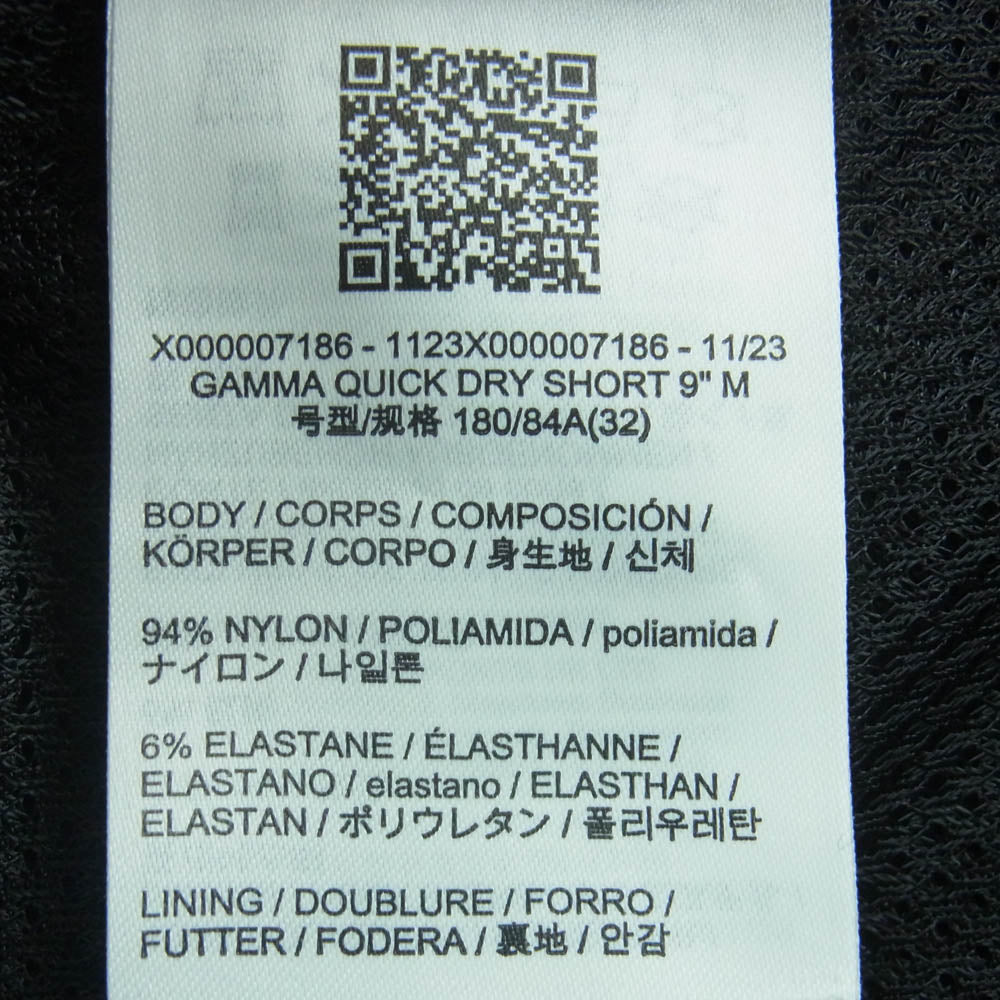 X000007186 - 1123X000007186 - 11/23
GAMMA QUICK DRY SHORT 9" M
号型/规格 180/84A(32)
BODY / CORPS / COMPOSICIÓN /
KÖRPER / CORPO / 身生地 / 신체
94% NYLON / POLIAMIDA / poliamida /
ナイロン / 나일론
6% ELASTANE / ÉLASTHANNE /
ELASTANO / elastano / ELASTHAN /
ELASTAN / ポリウレタン / 폴리우레탄
LINING / DOUBLURE / FORRO /
FUTTER / FODERA / 裏地 / 안감